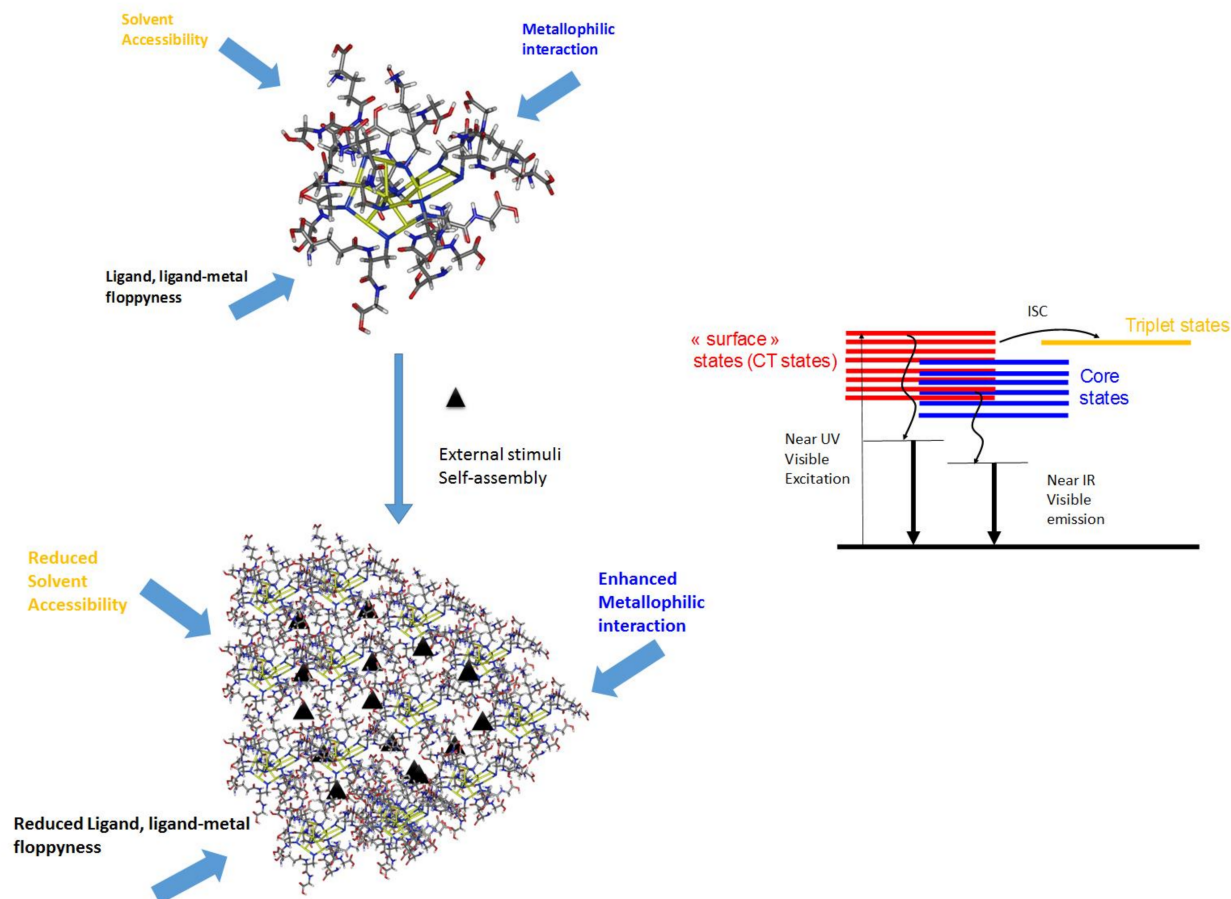 Solvent
Accessibility
Metallophilic
interaction
Ligand, ligand-metal
floppyness
External stimuli
Self-assembly
Reduced
Solvent
Accessibility
Enhanced
Metallophilic
interaction
Reduced Ligand, ligand-metal
floppyness
ISC
Triplet states
« surface »
states (CT states)
Core
states
Near UV
Visible
Excitation
Near IR
Visible
emission